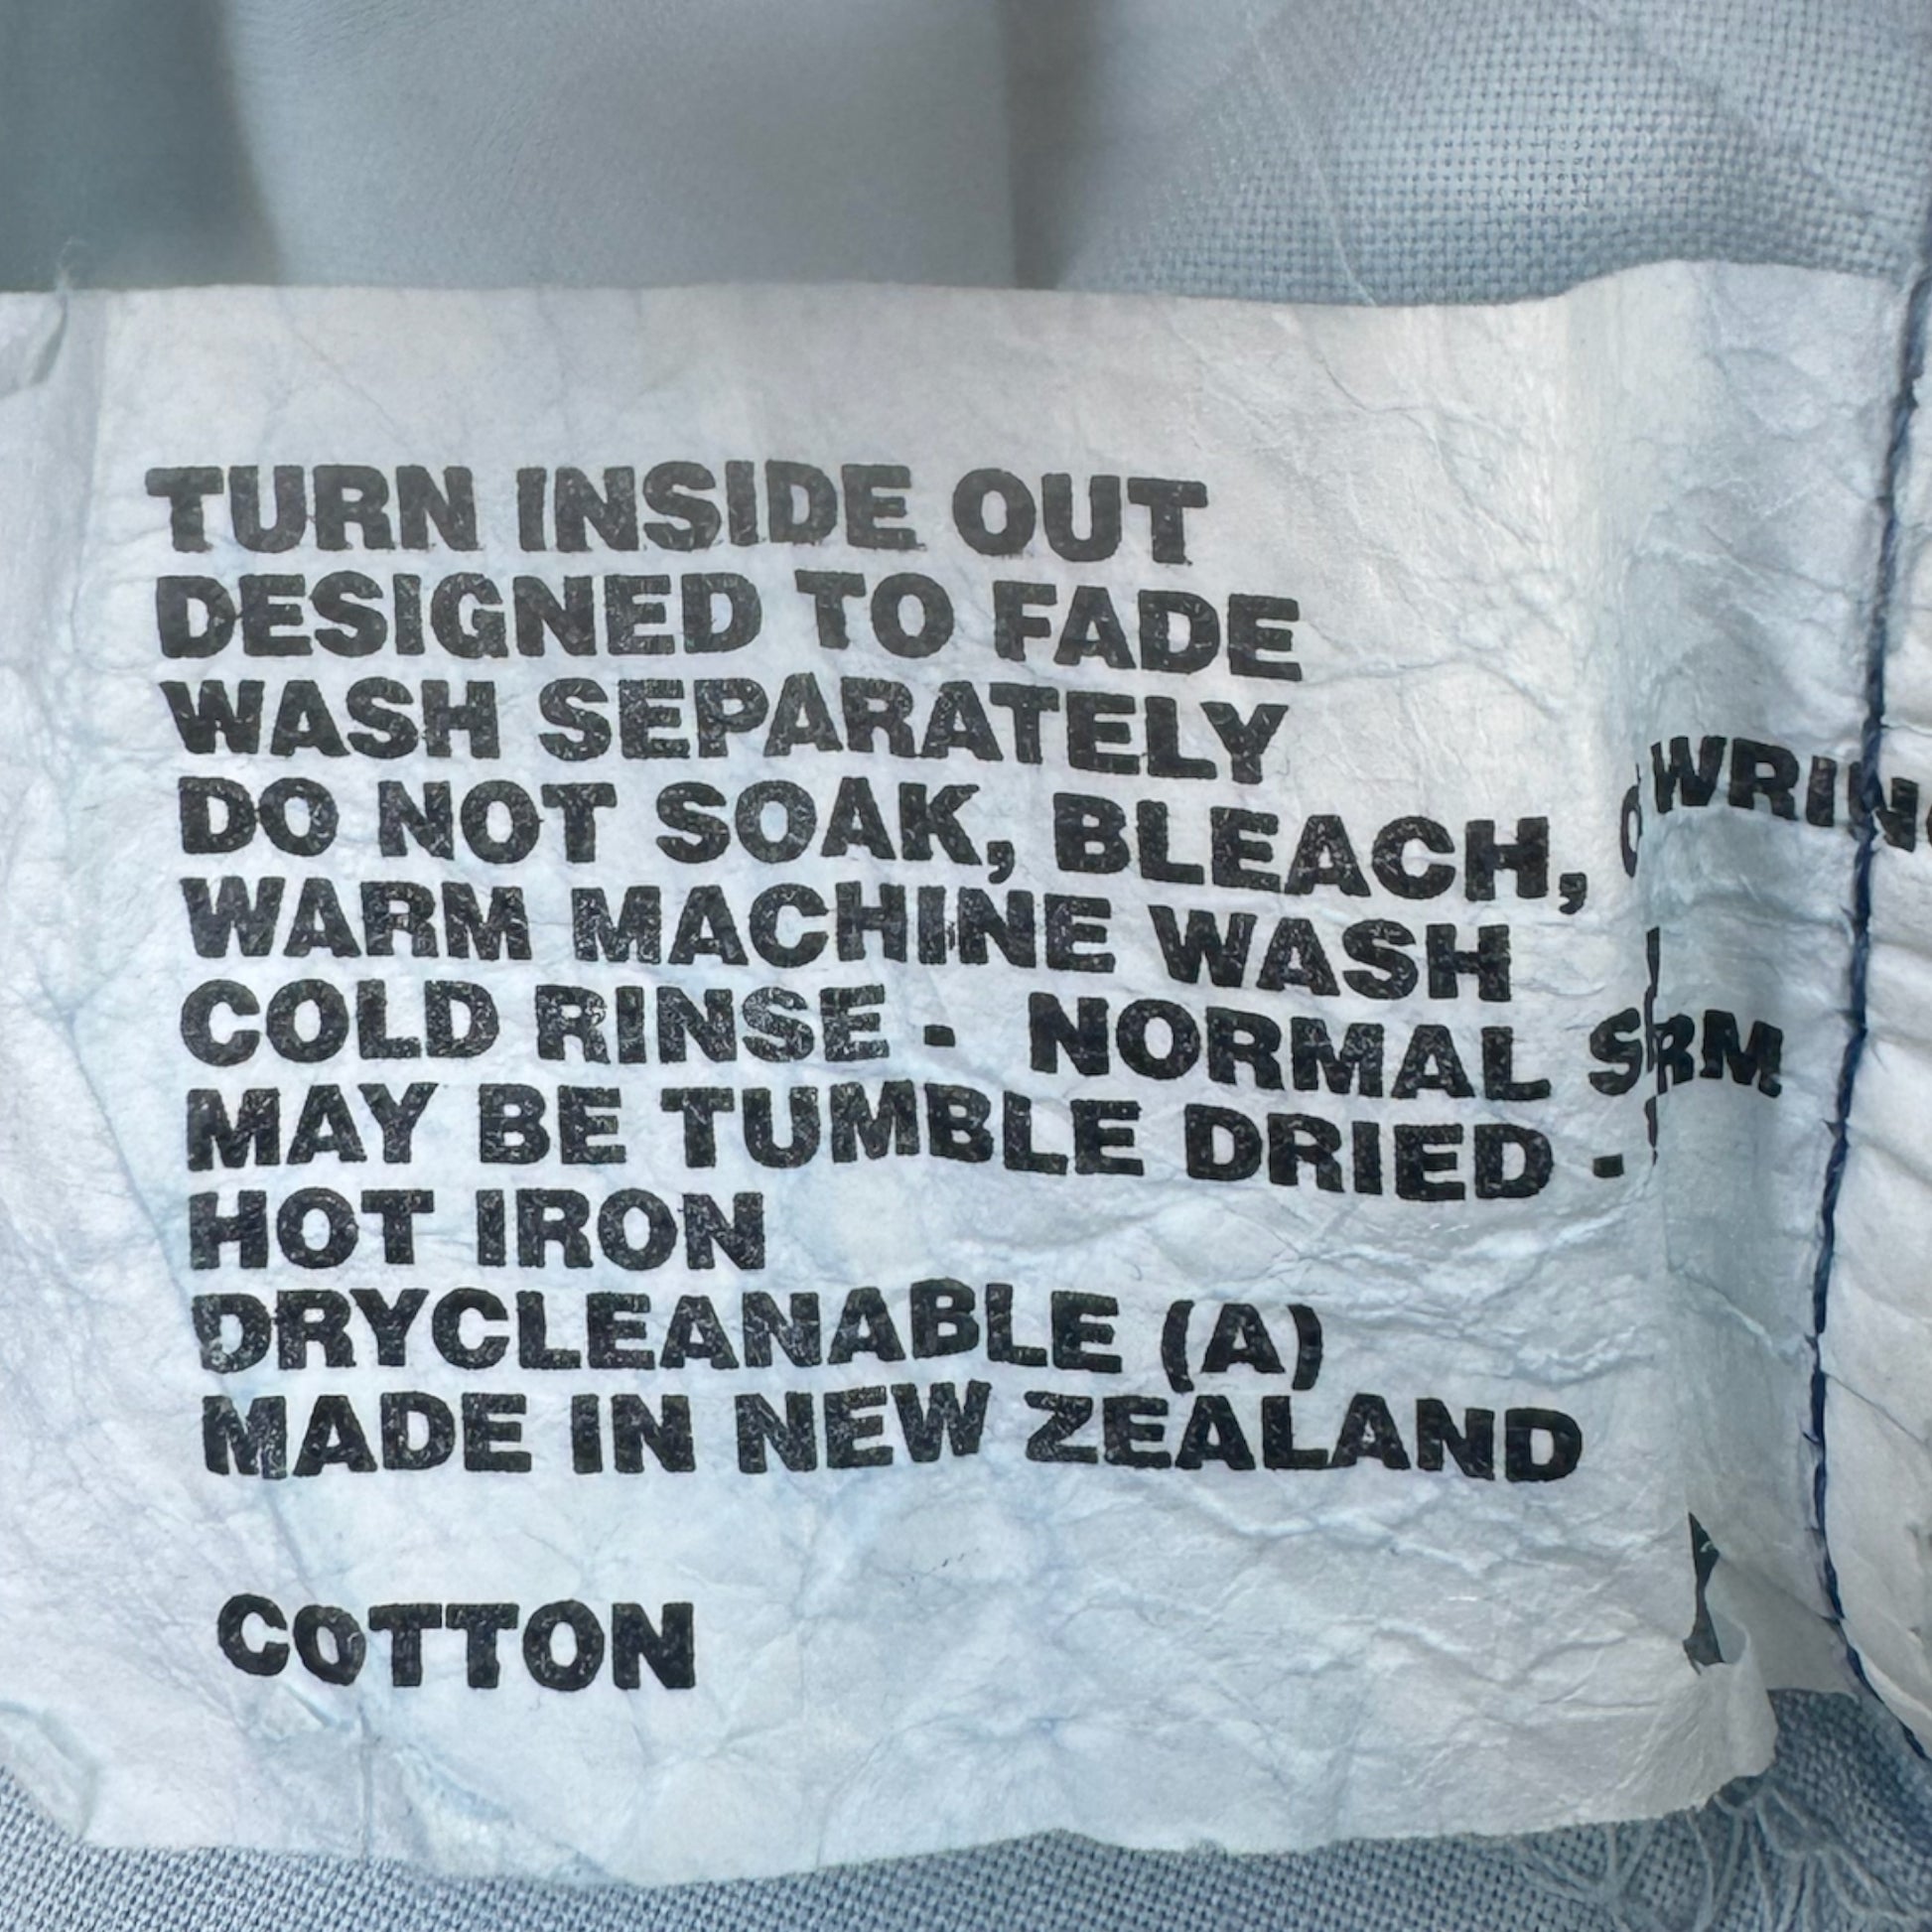 TURN INSIDE OUT
DESIGNED TO FADE
WASH SEPARATELY
DO NOT SOAK, BLEACH,
WARM MACHINE WASH
COLD RINSE - NORMAL
MAY BE TUMBLE DRIED -
HOT IRON
DRYCLEANABLE (A)
MADE IN NEW ZEALAND
COTTON